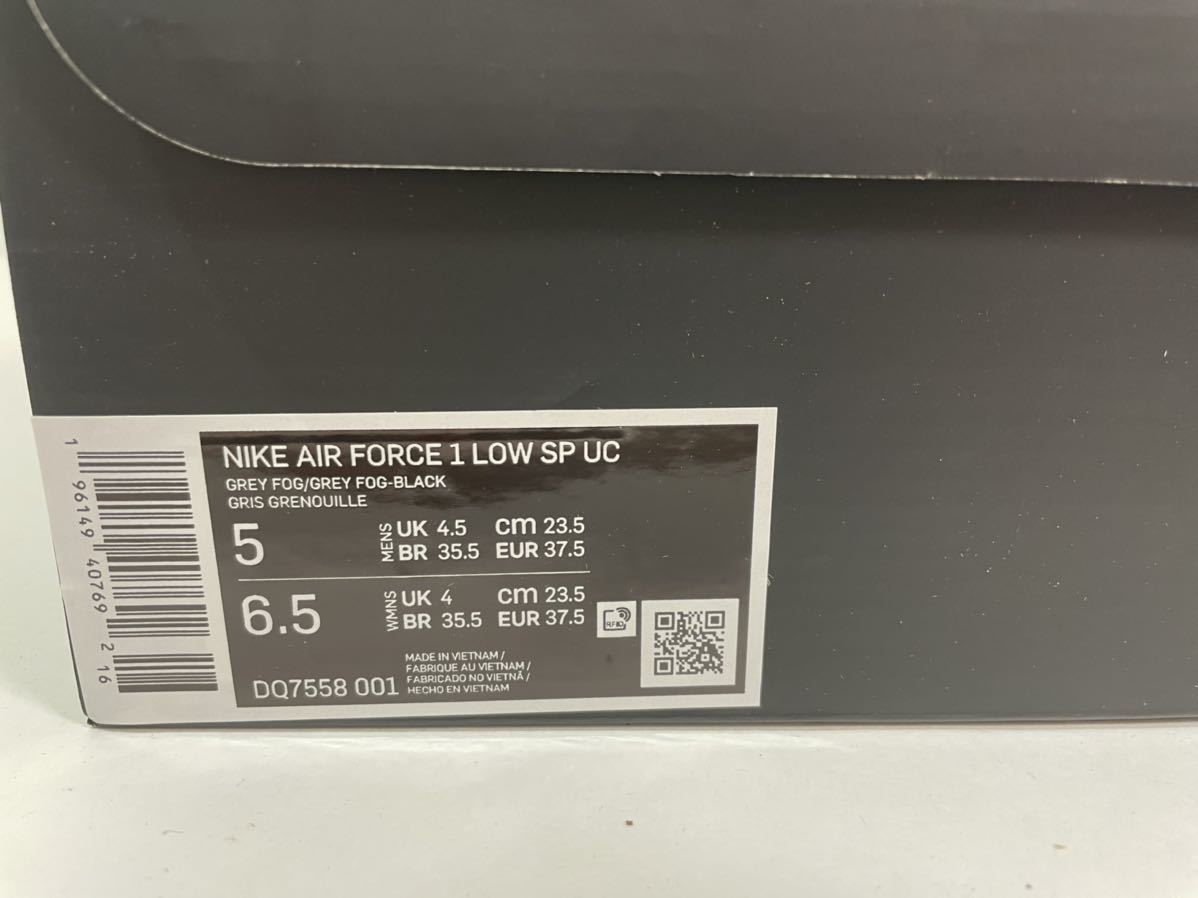 NIKE AIR FORCE 1 LOW SP UC
GREY FOG/GREY FOG-BLACK
GRIS GRENOUILLE
5 MENS UK 4.5 cm 23.5
BR 35.5 EUR 37.5
6.5 WMNS UK 4 cm 23.5
BR 35.5 EUR 37.5
RFID
MADE IN VIETNAM /
FABRIQUE AU VIETNAM /
FABRICADO NO VIETNÃ /
HECHO EN VIETNAM
DQ7558 001
1 96149 40769 2 16